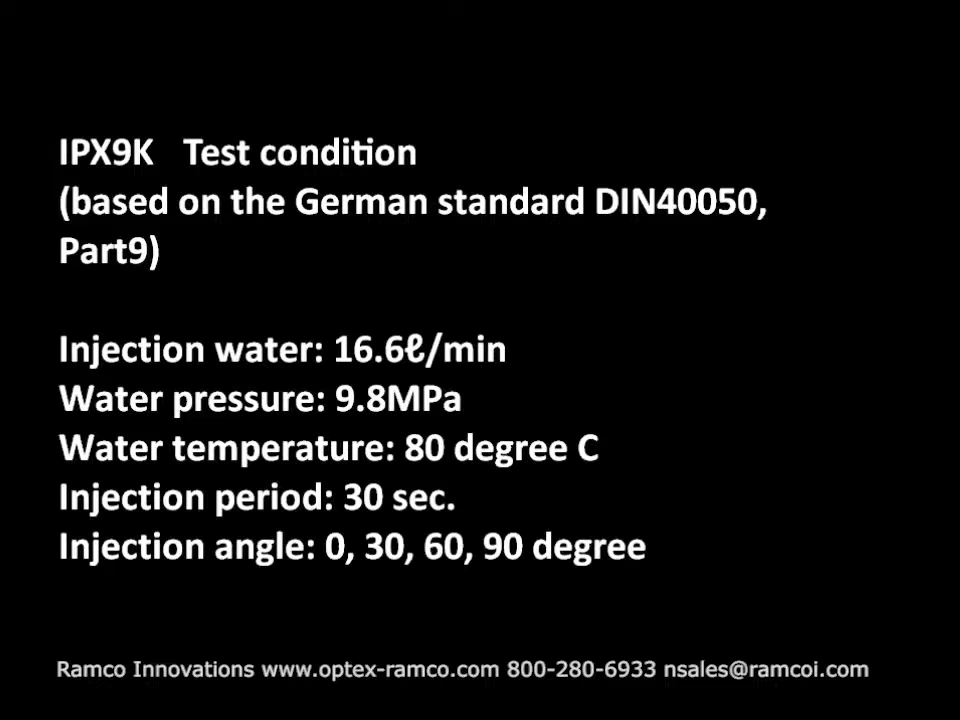 IPX9K Test condition
(based on the German standard DIN40050,
Part9)
Injection water: 16.6ℓ/min
Water pressure: 9.8MPa
Water temperature: 80 degree C
Injection period: 30 sec.
Injection angle: 0, 30, 60, 90 degree
Ramco Innovations www.optex-ramco.com 800-280-6933 nsales@ramcoi.com